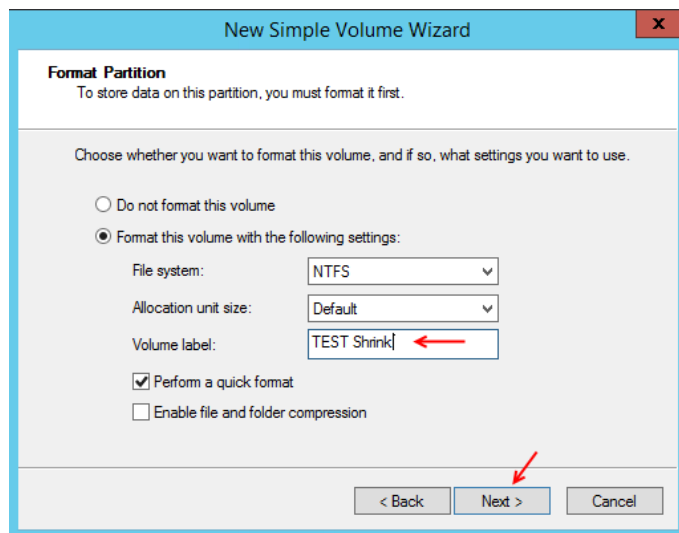 New Simple Volume Wizard
x
Format Partition
To store data on this partition, you must format it first.
Choose whether you want to format this volume, and if so, what settings you want to use.
Do not format this volume
Format this volume with the following settings:
File system: NTFS
Allocation unit size: Default
Volume label: TEST Shrink
Perform a quick format
Enable file and folder compression
< Back Next > Cancel